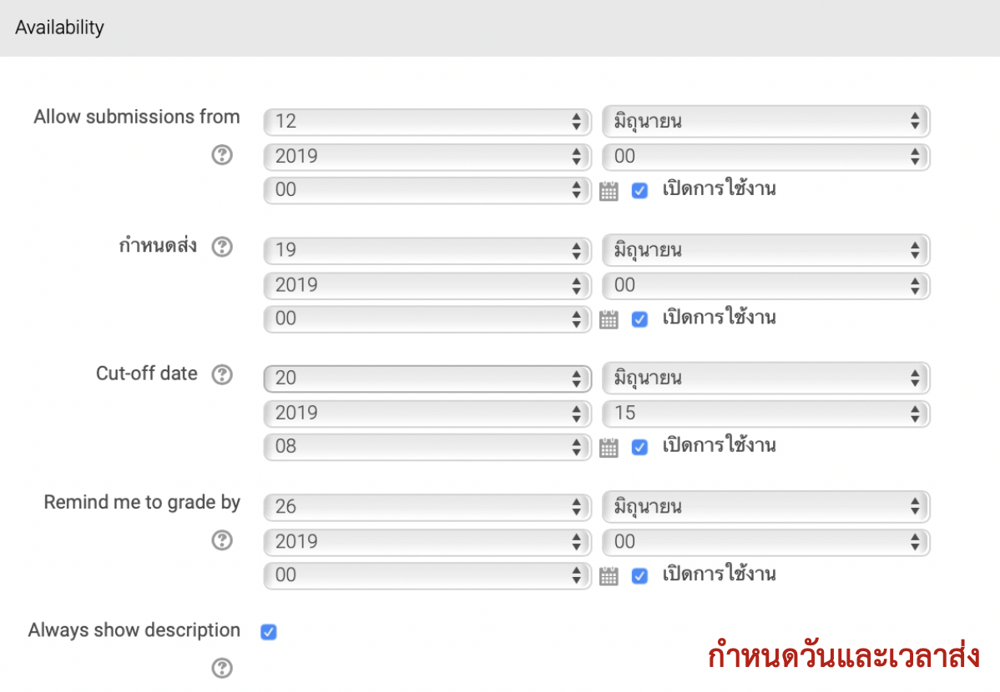 Availability
Allow submissions from 12 มิถุนายน
2019 00
00 เปิดการใช้งาน
กำหนดส่ง 19 มิถุนายน
2019 00
00 เปิดการใช้งาน
Cut-off date 20 มิถุนายน
2019 15
08 เปิดการใช้งาน
Remind me to grade by 26 มิถุนายน
2019 00
00 เปิดการใช้งาน
Always show description
กำหนดวันและเวลาส่ง